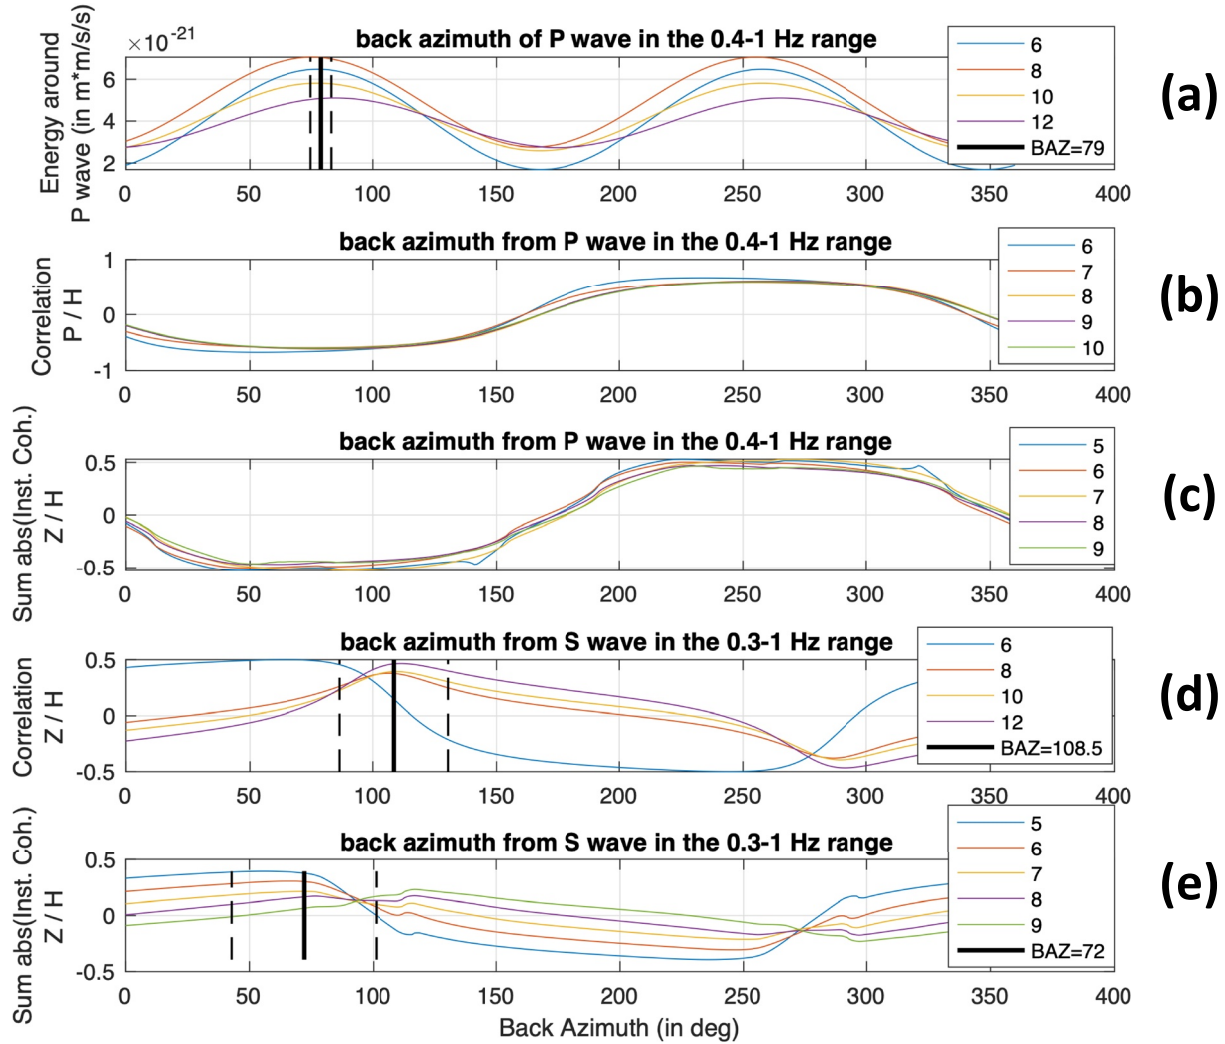 ×10-21
back azimuth of P wave in the 0.4-1 Hz range
Energy around
P wave (in m*m/s/s)
6
4
2
0 50 100 150 200 250 300 350 400
6
8
10
12
BAZ=79
(a)
back azimuth from P wave in the 0.4-1 Hz range
Correlation
P / H
1
0
-1
0 50 100 150 200 250 300 350 400
6
7
8
9
10
(b)
back azimuth from P wave in the 0.4-1 Hz range
Sum abs(Inst. Coh.)
Z / H
0.5
0
-0.5
0 50 100 150 200 250 300 350 400
5
6
7
8
9
(c)
back azimuth from S wave in the 0.3-1 Hz range
Correlation
Z / H
0.5
0
-0.5
0 50 100 150 200 250 300 350 400
6
8
10
12
BAZ=108.5
(d)
back azimuth from S wave in the 0.3-1 Hz range
Sum abs(Inst. Coh.)
Z / H
0.5
0
-0.5
0 50 100 150 200 250 300 350 400
5
6
7
8
9
BAZ=72
(e)
Back Azimuth (in deg)